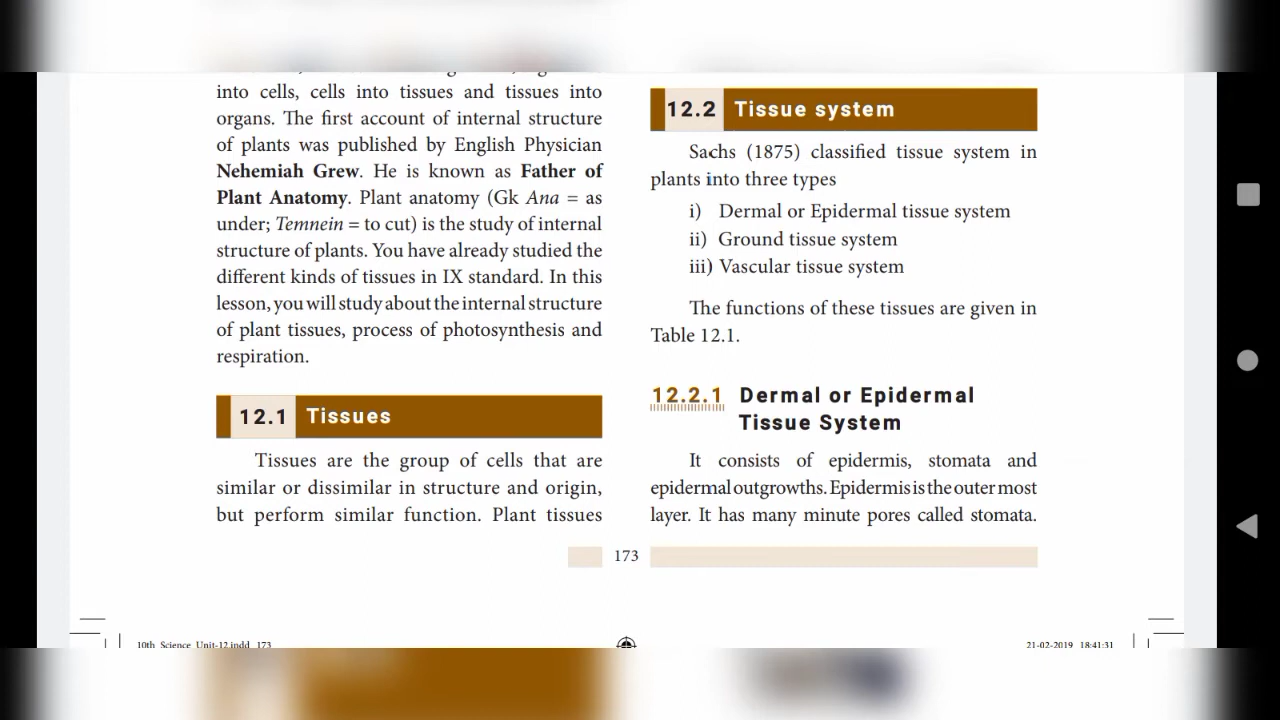 into cells, cells into tissues and tissues into
organs. The first account of internal structure
of plants was published by English Physician
Nehemiah Grew. He is known as Father of
Plant Anatomy. Plant anatomy (Gk Ana = as
under; Temnein = to cut) is the study of internal
structure of plants. You have already studied the
different kinds of tissues in IX standard. In this
lesson, you will study about the internal structure
of plant tissues, process of photosynthesis and
respiration.
12.1 Tissues
Tissues are the group of cells that are
similar or dissimilar in structure and origin,
but perform similar function. Plant tissues
12.2 Tissue system
Sachs (1875) classified tissue system in
plants into three types
i) Dermal or Epidermal tissue system
ii) Ground tissue system
iii) Vascular tissue system
The functions of these tissues are given in
Table 12.1.
12.2.1 Dermal or Epidermal
Tissue System
It consists of epidermis, stomata and
epidermal outgrowths. Epidermis is the outer most
layer. It has many minute pores called stomata.
173
10th_Science_Unit-12.indd 173
21-02-2019 18:41:31